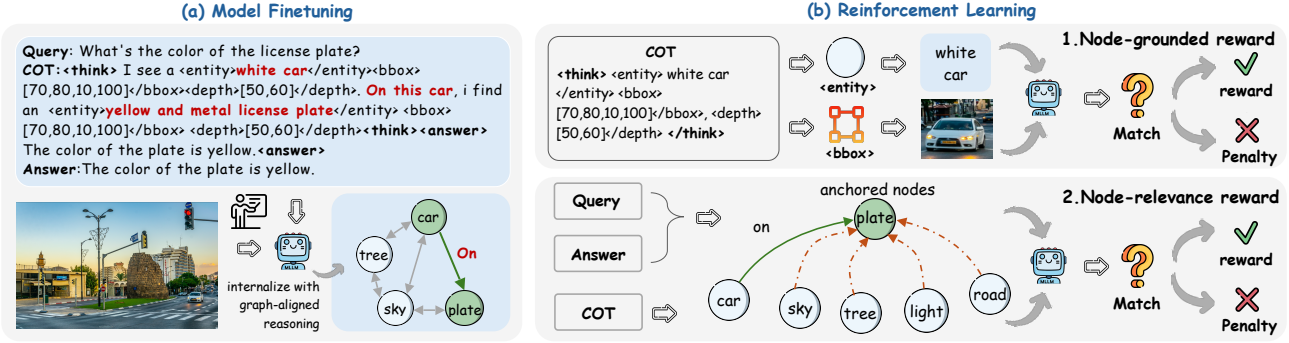 (a) Model Finetuning
Query: What's the color of the license plate?
COT:<think> I see a <entity>white car</entity><bbox>
[70,80,10,100]</bbox><depth>[50,60]</depth>. On this car, i find
an <entity>yellow and metal license plate</entity> <bbox>
[70,80,10,100]</bbox> <depth>[50,60]</depth><think><answer>
The color of the plate is yellow.<answer>
Answer:The color of the plate is yellow.
MLLM
internalize with
graph-aligned
reasoning
car
tree
On
sky
plate
(b) Reinforcement Learning
COT
<think> <entity> white car
</entity> <bbox>
[70,80,10,100]</bbox>, <depth>
[50,60]</depth> </think>
<entity>
<bbox>
white
car
MLLM
Match
1.Node-grounded reward
reward
Penalty
Query
Answer
COT
anchored nodes
plate
on
car
sky
tree
light
road
MLLM
Match
2.Node-relevance reward
reward
Penalty